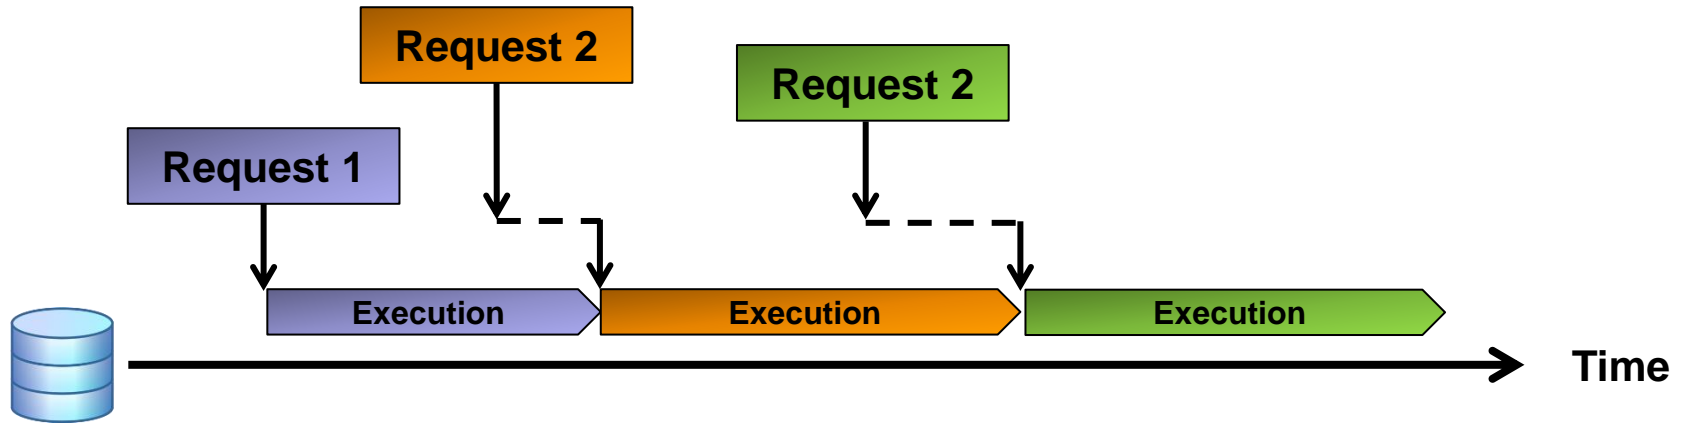 Request 2
Request 2
Request 1
Execution
Execution
Execution
Time